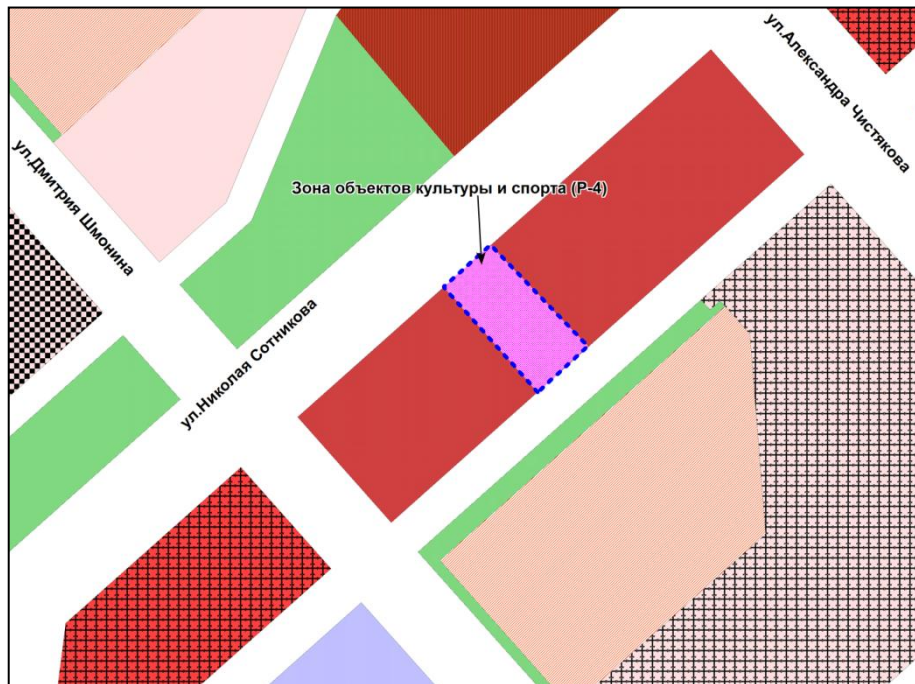 ул.Александра Чистякова
ул.Дмитрия Шмонина
Зона объектов культуры и спорта (Р-4)
ул.Николая Сотникова